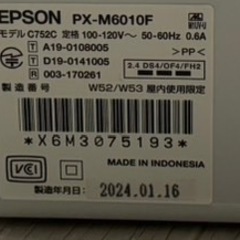 EPSON PX-M6010F
モデル C752C 定格 100-120V~ 50-60Hz 0.6A
T A19-0108005
T D19-0141005
R 003-170261
>PP<
2.4 DS4/OF4/FH2
製造番号 W52/W53 屋内使用限定
*X6M3075193*
VCCI
MADE IN INDONESIA
製造年月日 2024.01.16